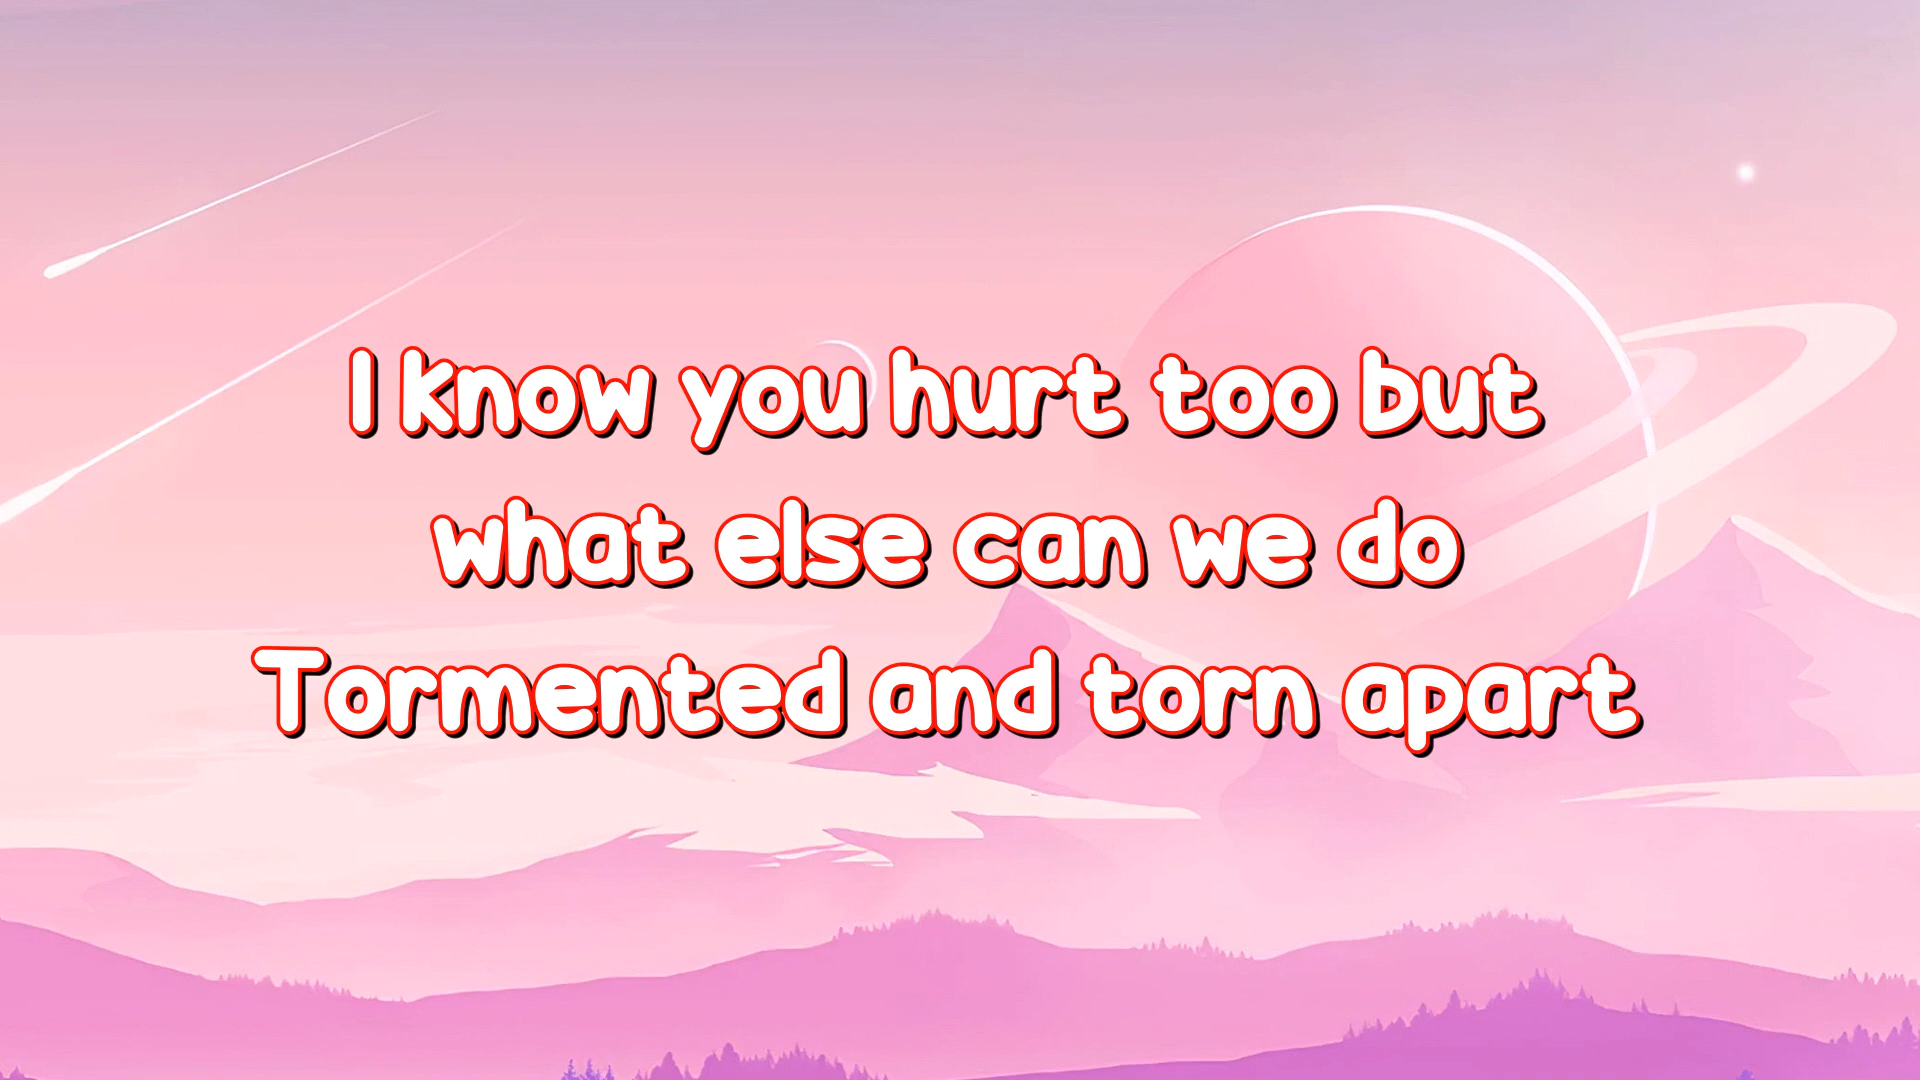 I know you hurt too but
what else can we do
Tormented and torn apart